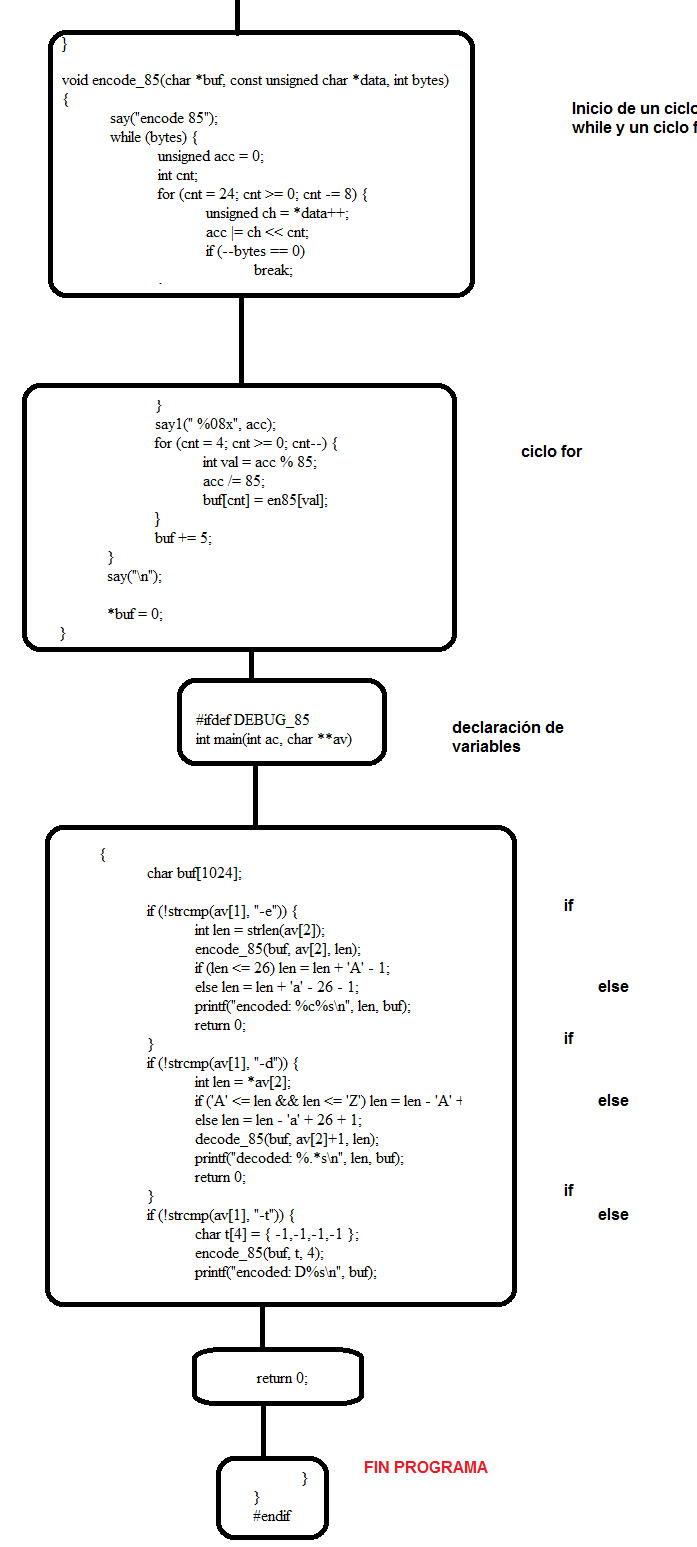 }
void encode_85(char *buf, const unsigned char *data, int bytes)
{
say("encode 85");
while (bytes) {
unsigned acc = 0;
int cnt;
for (cnt = 24; cnt >= 0; cnt -= 8) {
unsigned ch = *data++;
acc |= ch << cnt;
if (--bytes == 0)
break;
Inicio de un ciclo
while y un ciclo f
}
say1(" %08x", acc);
for (cnt = 4; cnt >= 0; cnt--) {
int val = acc % 85;
acc /= 85;
buf[cnt] = en85[val];
}
buf += 5;
}
say("\n");
*buf = 0;
}
ciclo for
#ifdef DEBUG_85
int main(int ac, char **av)
declaración de
variables
{
char buf[1024];
if (!strcmp(av[1], "-e")) {
int len = strlen(av[2]);
encode_85(buf, av[2], len);
if (len <= 26) len = len + 'A' - 1;
else len = len + 'a' - 26 - 1;
printf("encoded: %c%s\n", len, buf);
return 0;
}
if (!strcmp(av[1], "-d")) {
int len = *av[2];
if ('A' <= len && len <= 'Z') len = len - 'A' +
else len = len - 'a' + 26 + 1;
decode_85(buf, av[2]+1, len);
printf("decoded: %.*s\n", len, buf);
return 0;
}
if (!strcmp(av[1], "-t")) {
char t[4] = { -1,-1,-1,-1 };
encode_85(buf, t, 4);
printf("encoded: D%s\n", buf);
if
else
if
else
if
else
return 0;
}
}
#endif
FIN PROGRAMA